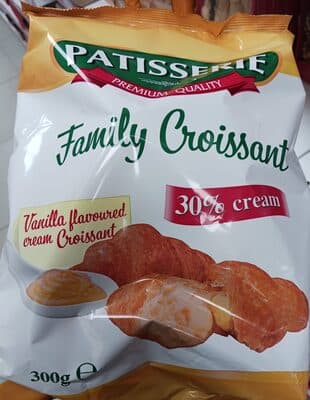 PATISSERIE
PREMIUM QUALITY
Family Croissant
30% cream
Vanilla flavoured
cream Croissant
300g ℮